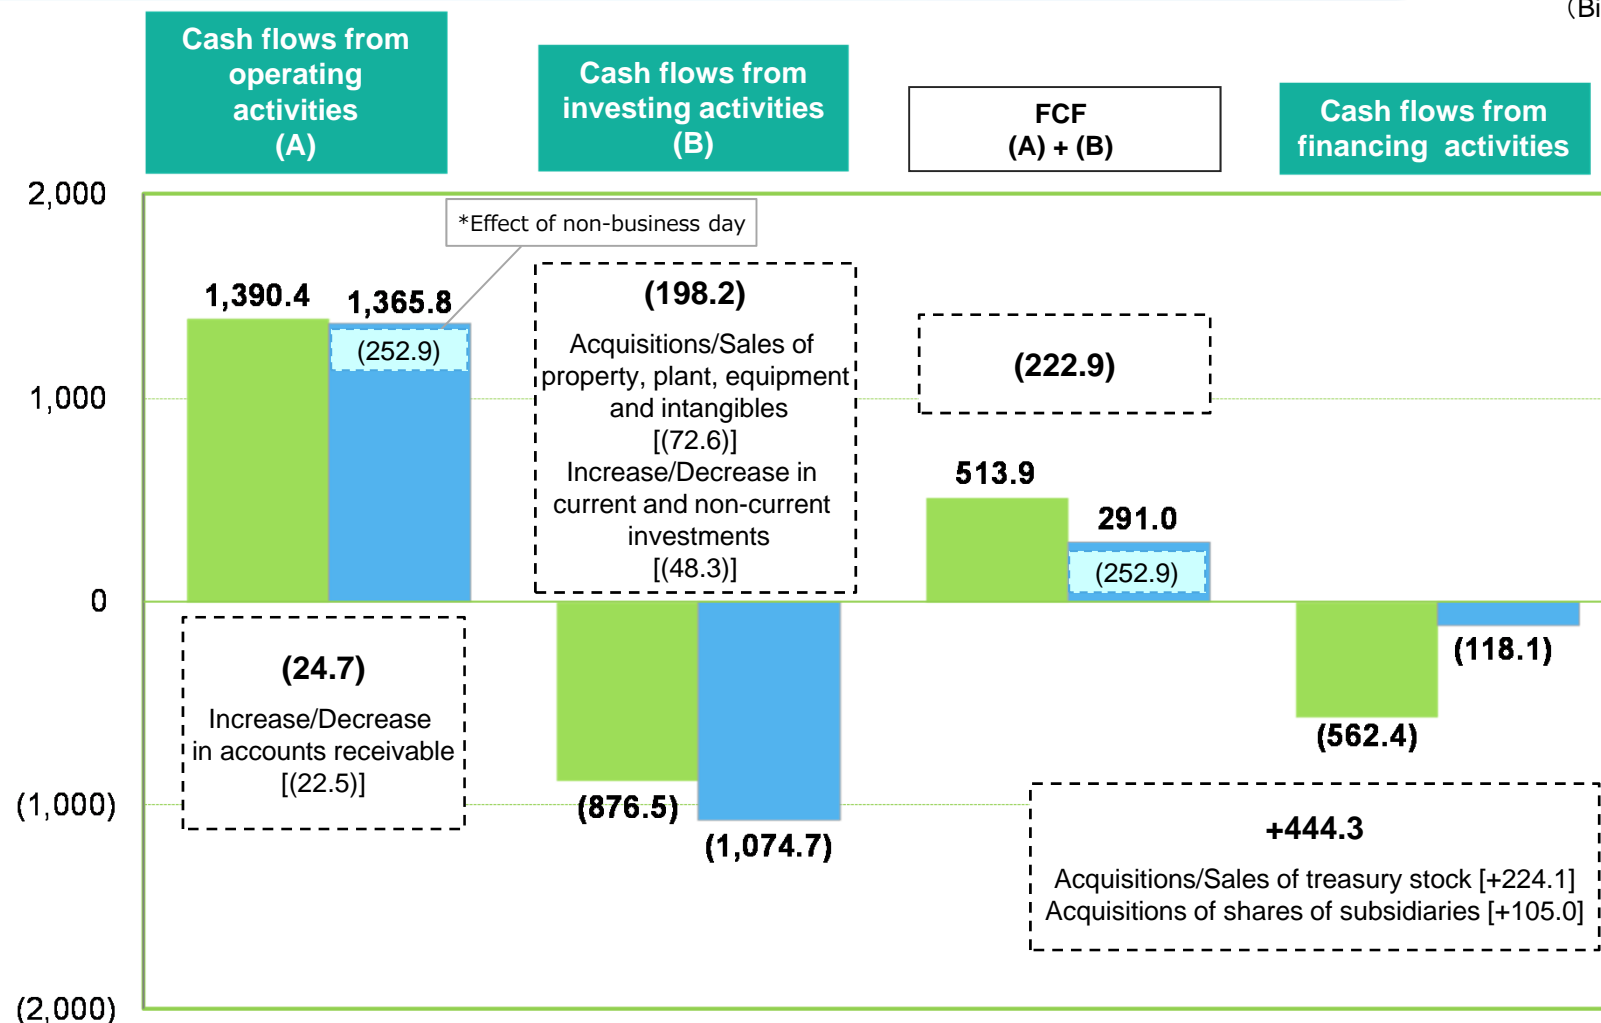 （Bi
Cash flows from
operating
activities
(A)
Cash flows from
investing activities
(B)
FCF
(A) + (B)
Cash flows from
financing activities
2,000
1,000
0
(1,000)
(2,000)
*Effect of non-business day
1,390.4
1,365.8
(252.9)
(24.7)
Increase/Decrease
in accounts receivable
[(22.5)]
(198.2)
Acquisitions/Sales of
property, plant, equipment
and intangibles
[(72.6)]
Increase/Decrease in
current and non-current
investments
[(48.3)]
(876.5)
(1,074.7)
(222.9)
513.9
291.0
(252.9)
(562.4)
(118.1)
+444.3
Acquisitions/Sales of treasury stock [+224.1]
Acquisitions of shares of subsidiaries [+105.0]